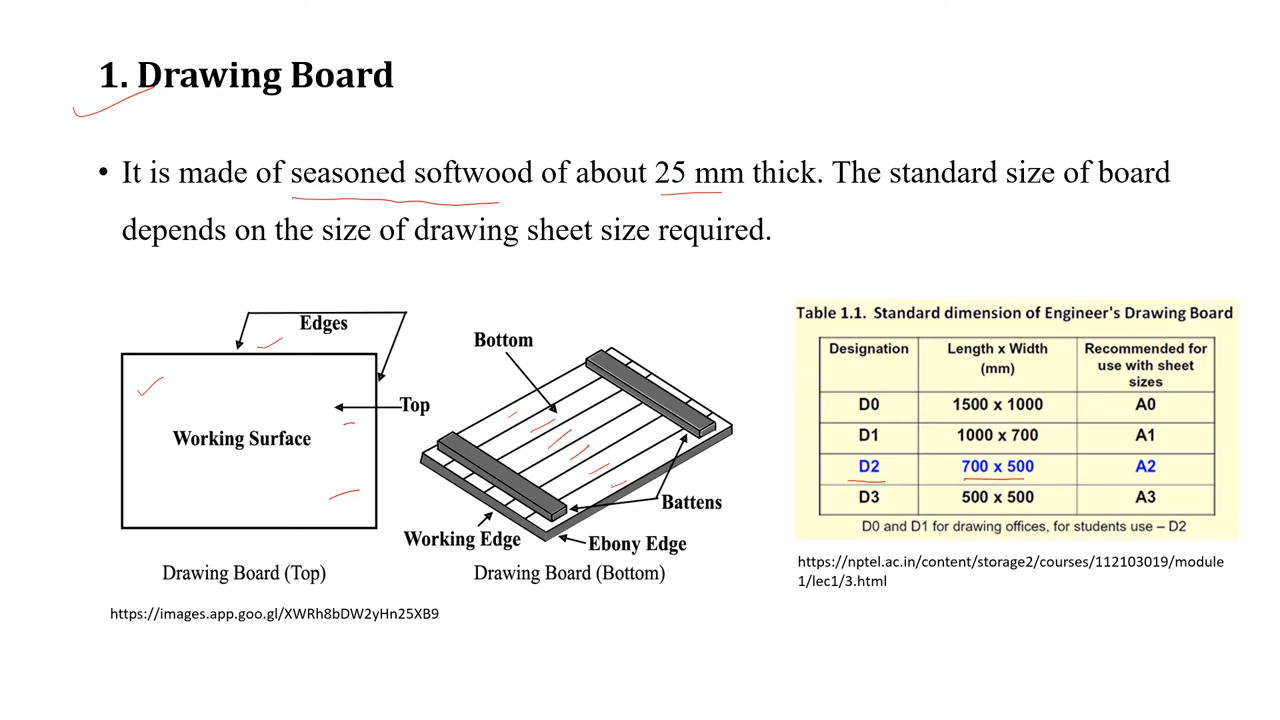 1. Drawing Board
• It is made of seasoned softwood of about 25 mm thick. The standard size of board
depends on the size of drawing sheet size required.
Edges
Top
Working Surface
Drawing Board (Top)
https://images.app.goo.gl/XWRh8bDW2yHn25XB9
Bottom
Battens
Working Edge
Ebony Edge
Drawing Board (Bottom)
Table 1.1. Standard dimension of Engineer's Drawing Board
Designation Length x Width (mm) Recommended for use with sheet sizes
D0 1500 x 1000 A0
D1 1000 x 700 A1
D2 700 x 500 A2
D3 500 x 500 A3
D0 and D1 for drawing offices, for students use – D2
https://nptel.ac.in/content/storage2/courses/112103019/module
1/lec1/3.html